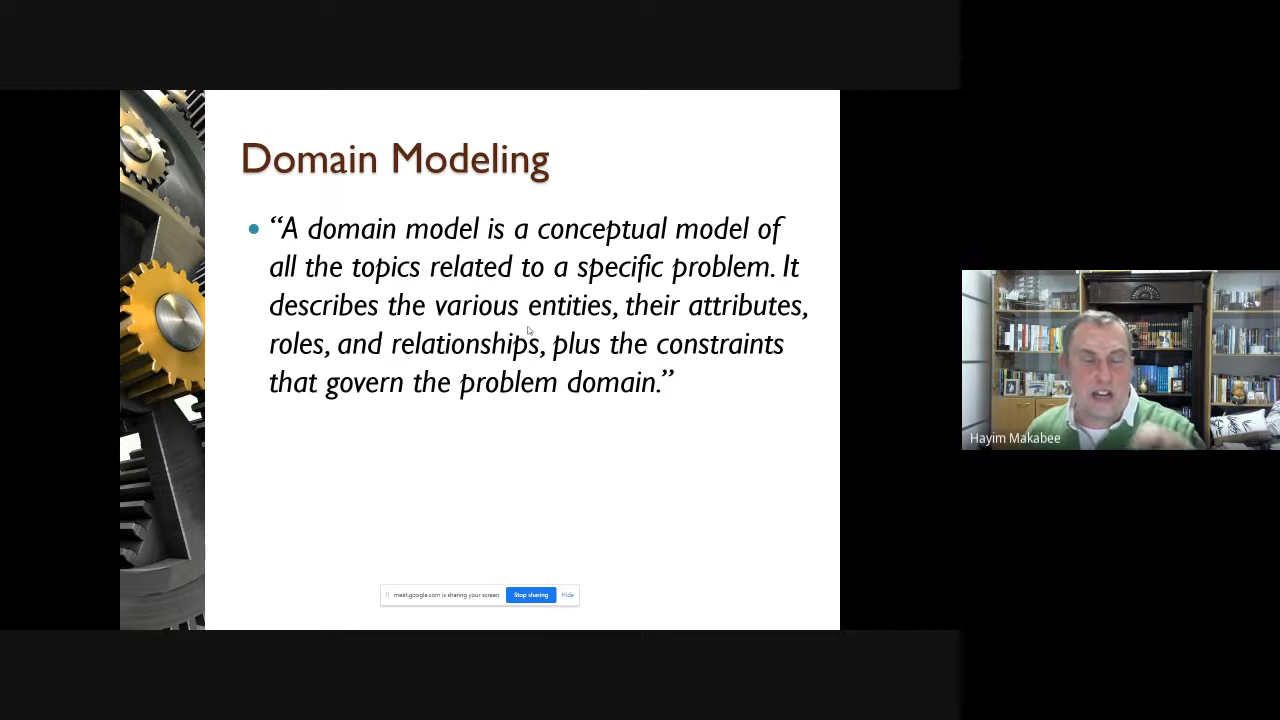 Domain Modeling
“A domain model is a conceptual model of
all the topics related to a specific problem. It
describes the various entities, their attributes,
roles, and relationships, plus the constraints
that govern the problem domain.”
Hayim Makabee
meet.google.com is sharing your screen. Stop sharing Hide